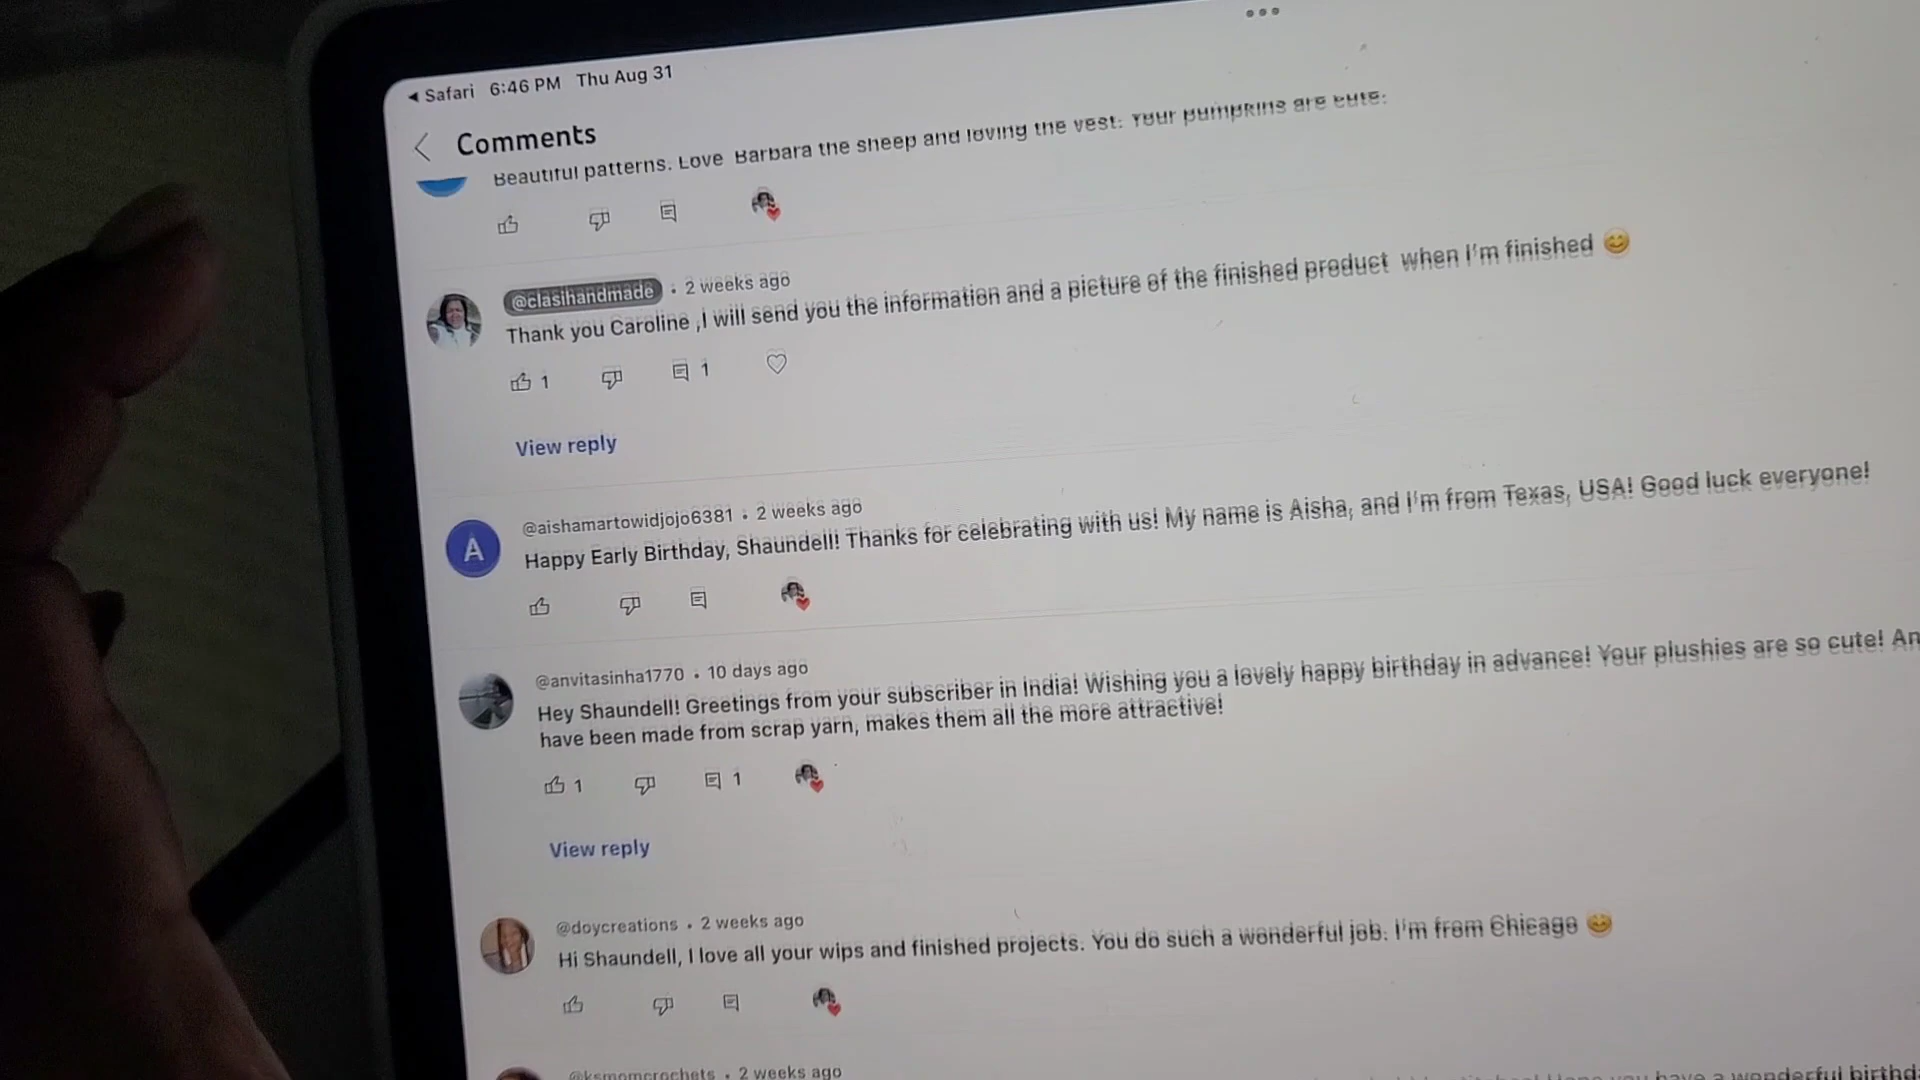 Safari 6:46 PM Thu Aug 31
Comments
Beautiful patterns. Love Barbara the sheep and loving the vest. Your pumpkins are cute.
@clasihandmade • 2 weeks ago
Thank you Caroline ,I will send you the information and a picture of the finished product when I'm finished 😊
1 1
View reply
A
@aishamartowidjojo6381 • 2 weeks ago
Happy Early Birthday, Shaundell! Thanks for celebrating with us! My name is Aisha, and I'm from Texas, USA! Good luck everyone!
@anvitasinha1770 • 10 days ago
Hey Shaundell! Greetings from your subscriber in India! Wishing you a lovely happy birthday in advance! Your plushies are so cute! An
have been made from scrap yarn, makes them all the more attractive!
1 1
View reply
@doycreations • 2 weeks ago
Hi Shaundell, I love all your wips and finished projects. You do such a wonderful job. I'm from Chicago 😊
@ksmomcrochets • 2 weeks ago
you have a wonderful birthd